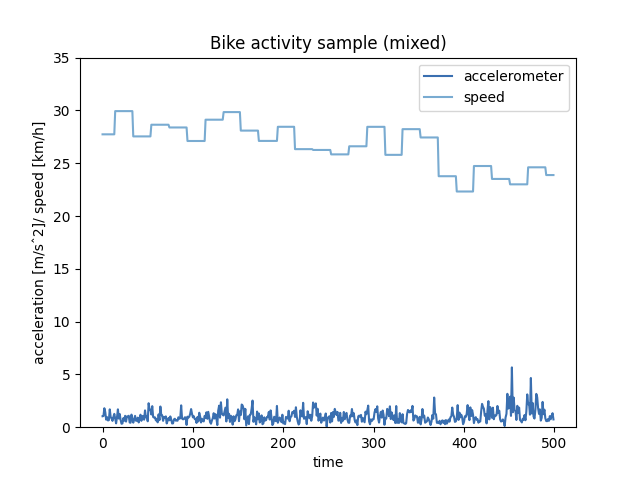 Bike activity sample (mixed)
accelerometer
speed
35
30
25
20
15
10
5
0
acceleration [m/sˆ2]/ speed [km/h]
0 100 200 300 400 500
time